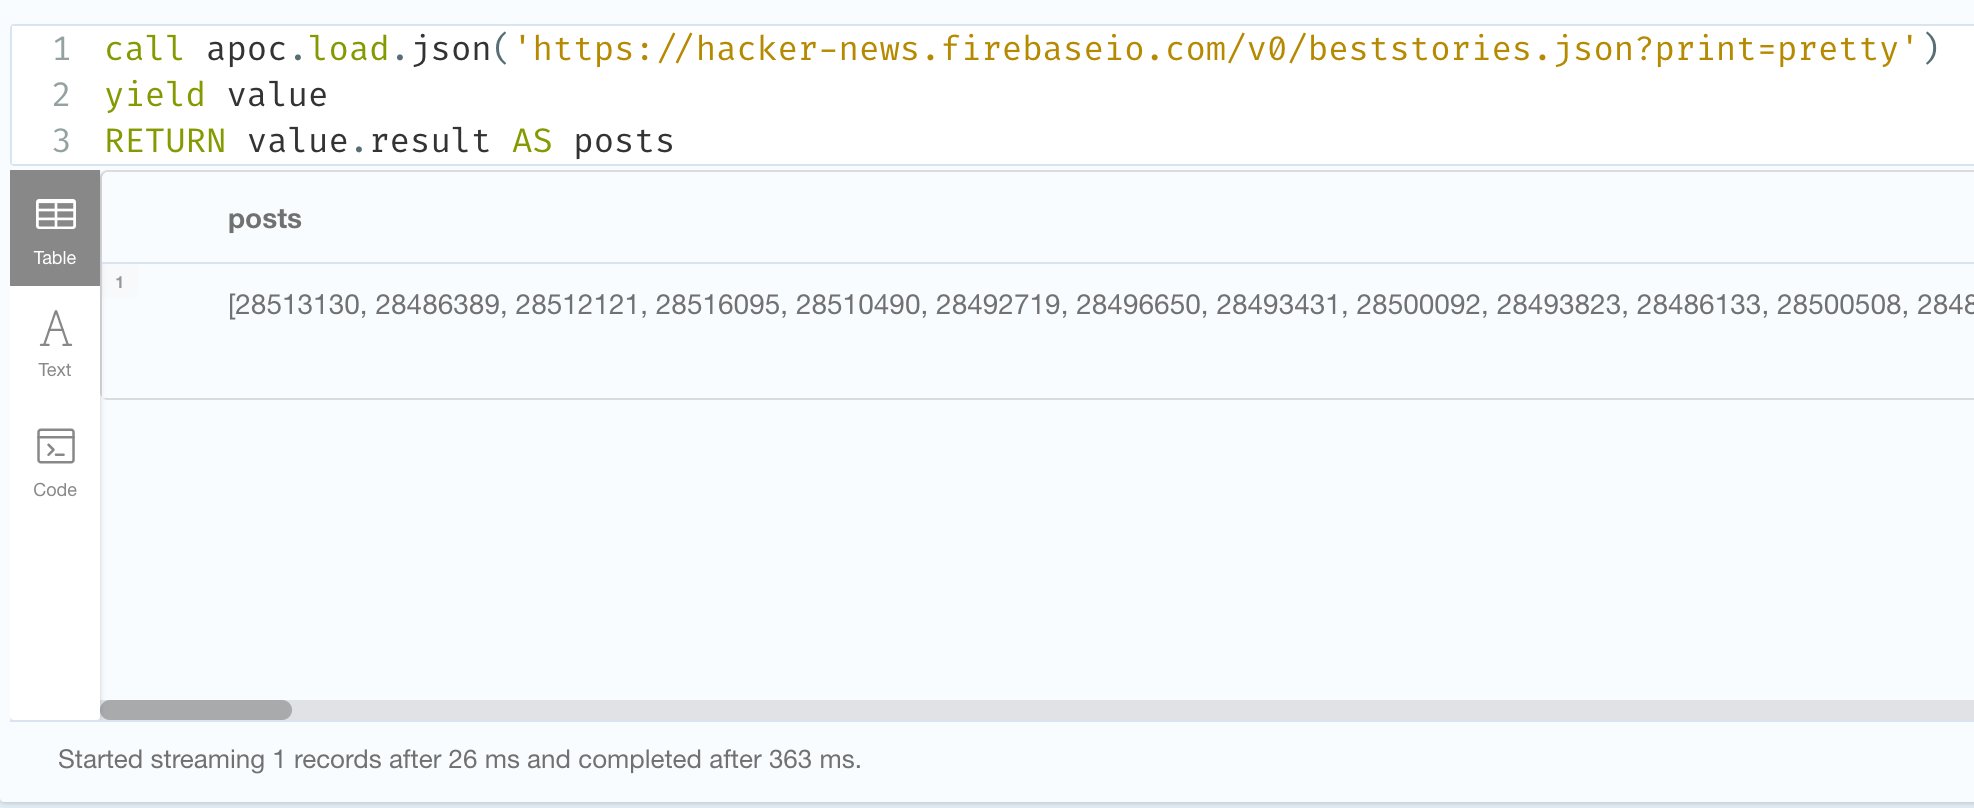 1 call apoc.load.json('https://hacker-news.firebaseio.com/v0/beststories.json?print=pretty')
2 yield value
3 RETURN value.result AS posts
Table
posts
1
[28513130, 28486389, 28512121, 28516095, 28510490, 28492719, 28496650, 28493431, 28500092, 28493823, 28486133, 28500508, 2848
Text
Code
Started streaming 1 records after 26 ms and completed after 363 ms.